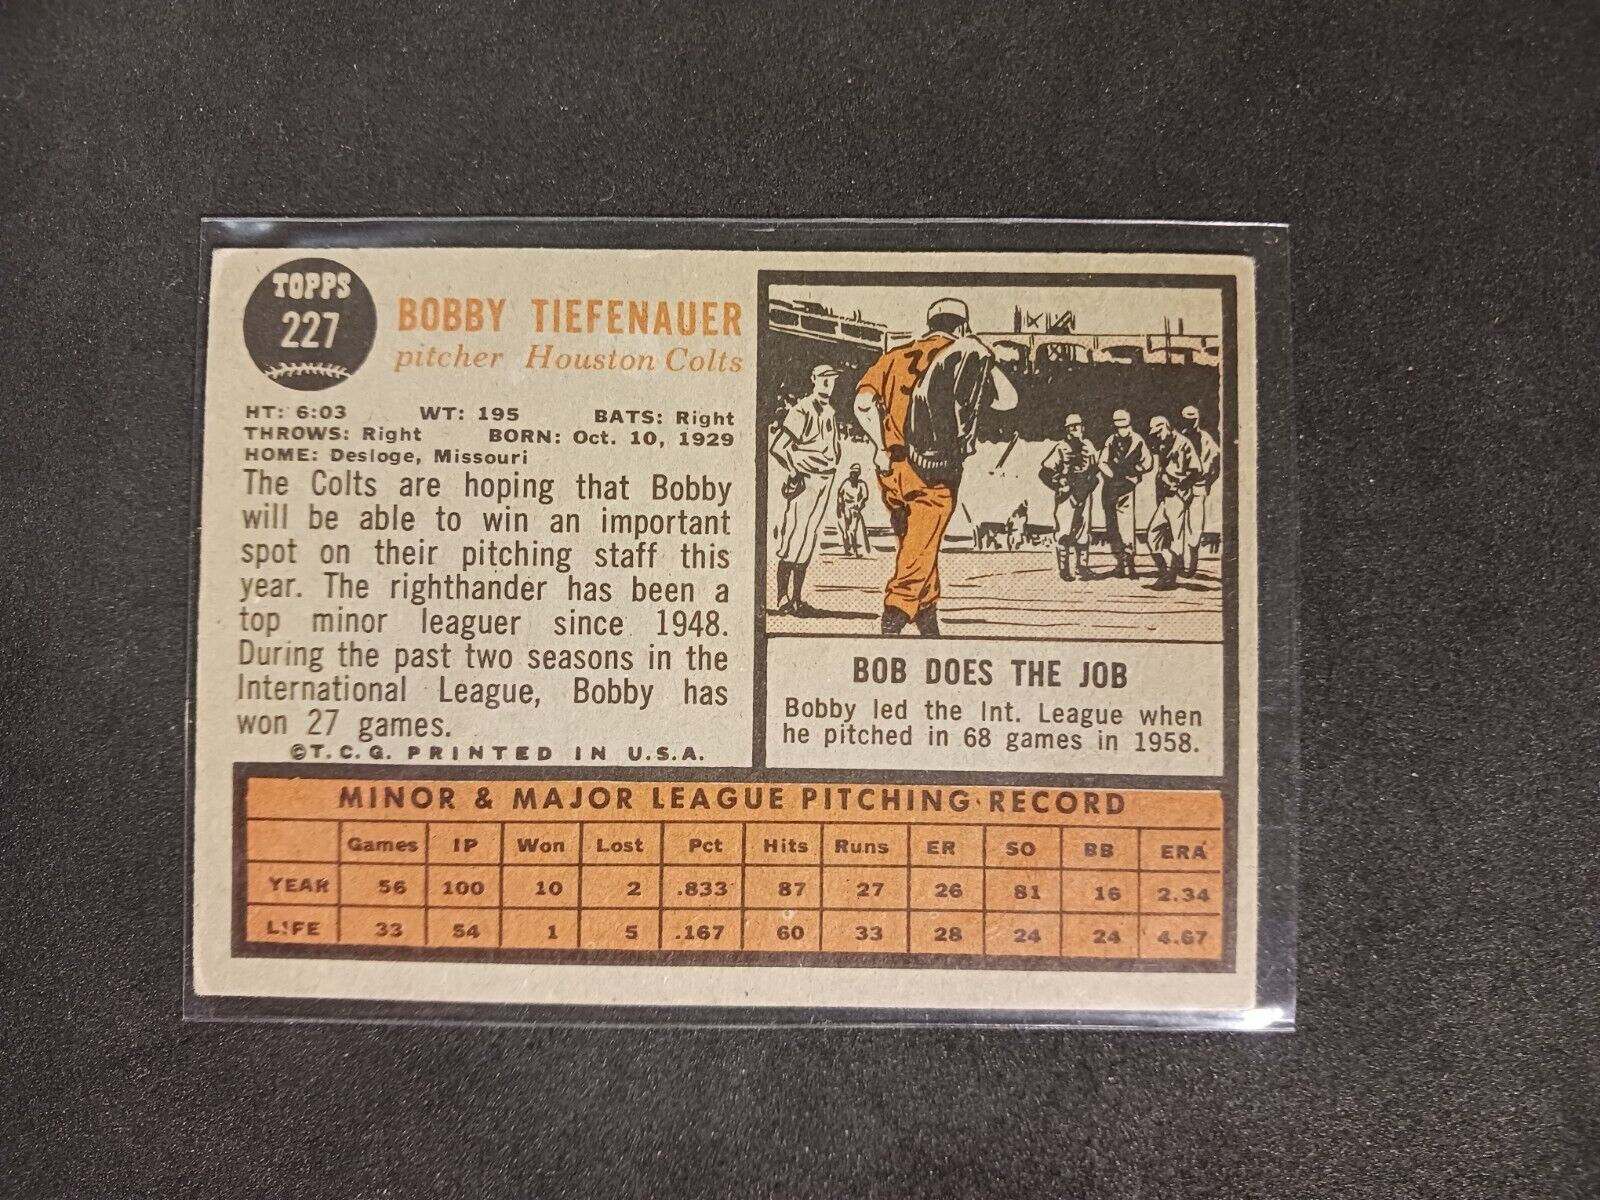 TOPPS
227
BOBBY TIEFENAUER
pitcher Houston Colts
HT: 6:03 WT: 195 BATS: Right
THROWS: Right BORN: Oct. 10, 1929
HOME: Desloge, Missouri
The Colts are hoping that Bobby
will be able to win an important
spot on their pitching staff this
year. The righthander has been a
top minor leaguer since 1948.
During the past two seasons in the
International League, Bobby has
won 27 games.
©T.C.G. PRINTED IN U.S.A.
BOB DOES THE JOB
Bobby led the Int. League when
he pitched in 68 games in 1958.
MINOR & MAJOR LEAGUE PITCHING RECORD
Games IP Won Lost Pct Hits Runs ER SO BB ERA
YEAR 56 100 10 2 .833 87 27 26 81 16 2.34
LIFE 33 54 1 5 .167 60 33 28 24 24 4.67